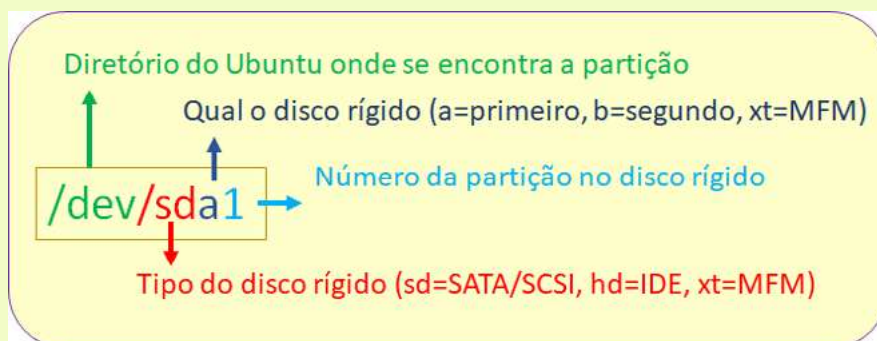 Diretório do Ubuntu onde se encontra a partição
Qual o disco rígido (a=primeiro, b=segundo, xt=MFM)
/dev/sda1
Número da partição no disco rígido
Tipo do disco rígido (sd=SATA/SCSI, hd=IDE, xt=MFM)